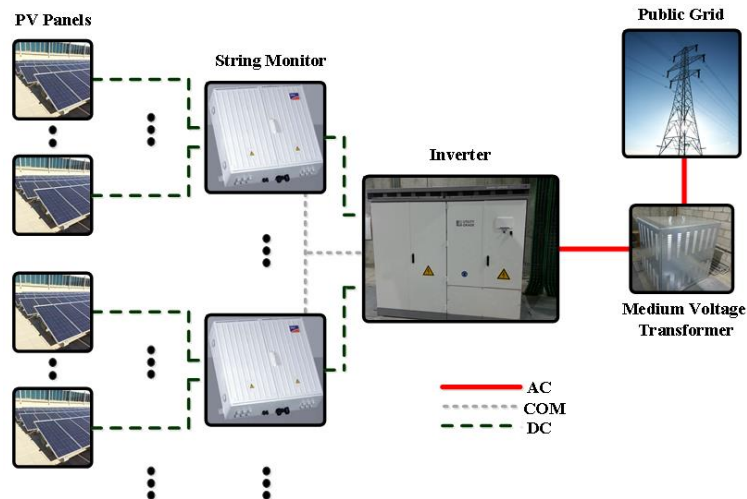 PV Panels
String Monitor
Inverter
Public Grid
Medium Voltage
Transformer
AC
COM
DC